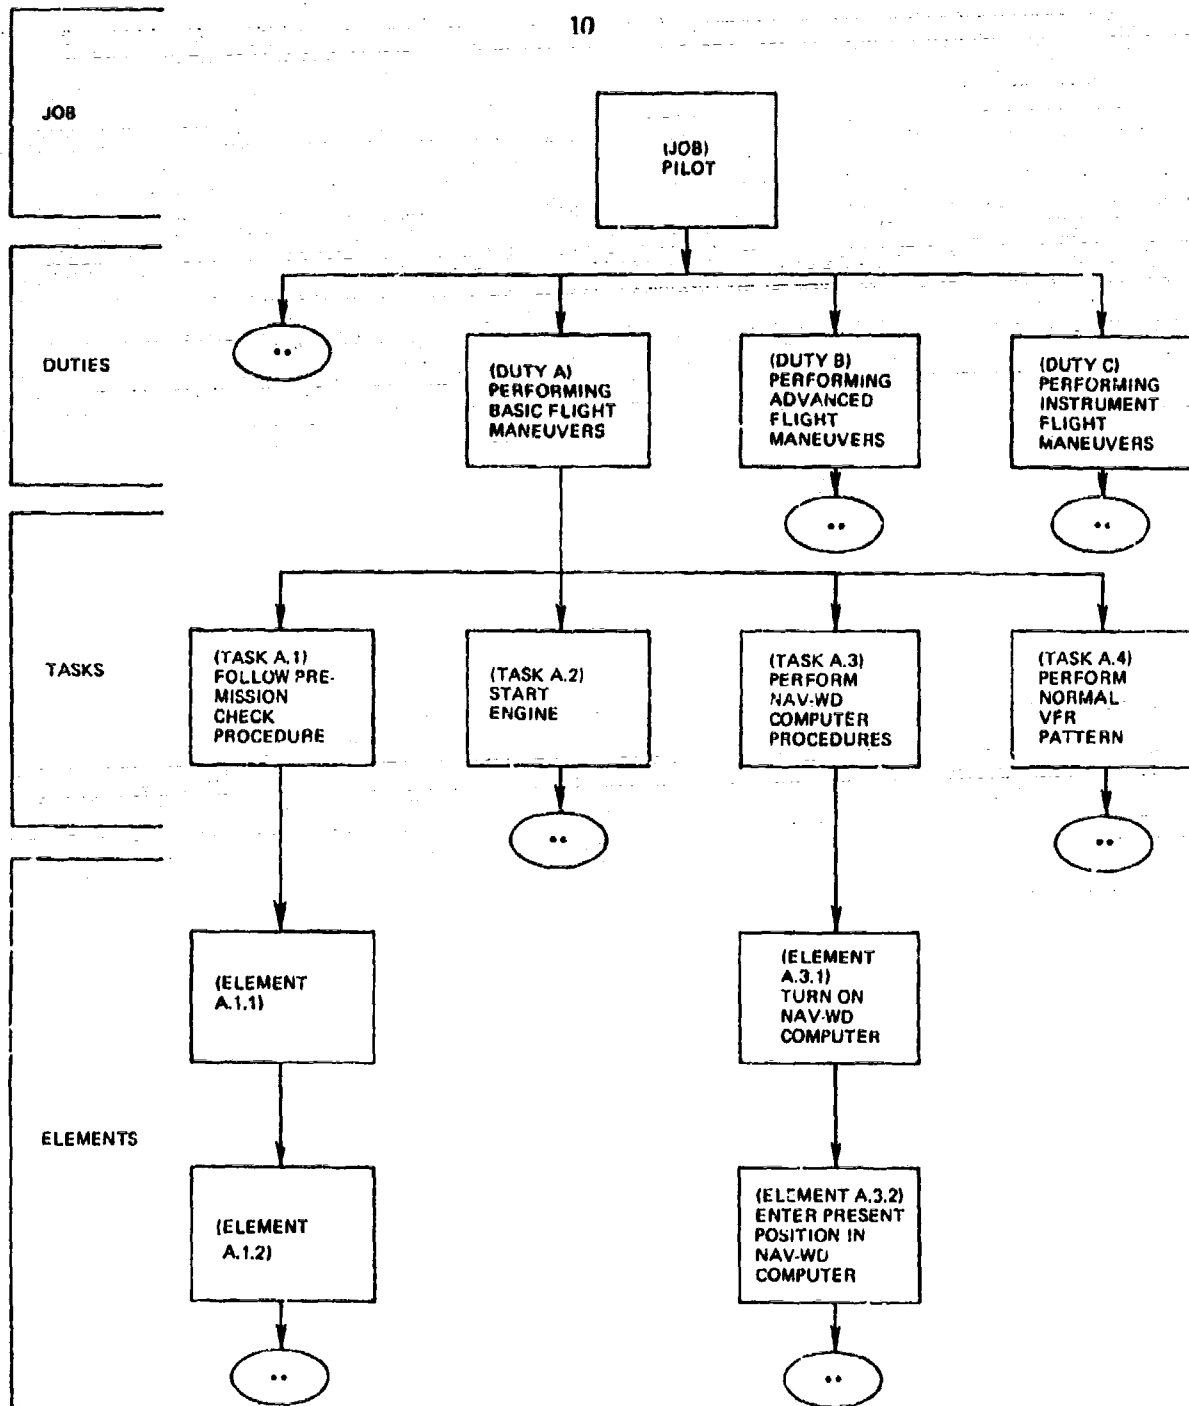 10
JOB
(JOB)
PILOT
DUTIES
••
(DUTY A)
PERFORMING
BASIC FLIGHT
MANEUVERS
(DUTY B)
PERFORMING
ADVANCED
FLIGHT
MANEUVERS
(DUTY C)
PERFORMING
INSTRUMENT
FLIGHT
MANEUVERS
••
••
TASKS
(TASK A.1)
FOLLOW PRE-
MISSION
CHECK
PROCEDURE
(TASK A.2)
START
ENGINE
(TASK A.3)
PERFORM
NAV-WD
COMPUTER
PROCEDURES
(TASK A.4)
PERFORM
NORMAL
VFR
PATTERN
••
••
ELEMENTS
(ELEMENT
A.1.1)
(ELEMENT
A.3.1)
TURN ON
NAV-WD
COMPUTER
(ELEMENT
A.1.2)
(ELEMENT A.3.2)
ENTER PRESENT
POSITION IN
NAV-WD
COMPUTER
••
••